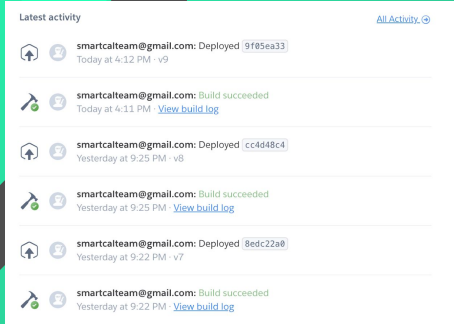 Latest activity
All Activity
smartcalteam@gmail.com: Deployed 9f05ea33
Today at 4:12 PM · v9
smartcalteam@gmail.com: Build succeeded
Today at 4:11 PM · View build log
smartcalteam@gmail.com: Deployed cc4d48c4
Yesterday at 9:25 PM · v8
smartcalteam@gmail.com: Build succeeded
Yesterday at 9:25 PM · View build log
smartcalteam@gmail.com: Deployed 8edc22a0
Yesterday at 9:22 PM · v7
smartcalteam@gmail.com: Build succeeded
Yesterday at 9:22 PM · View build log